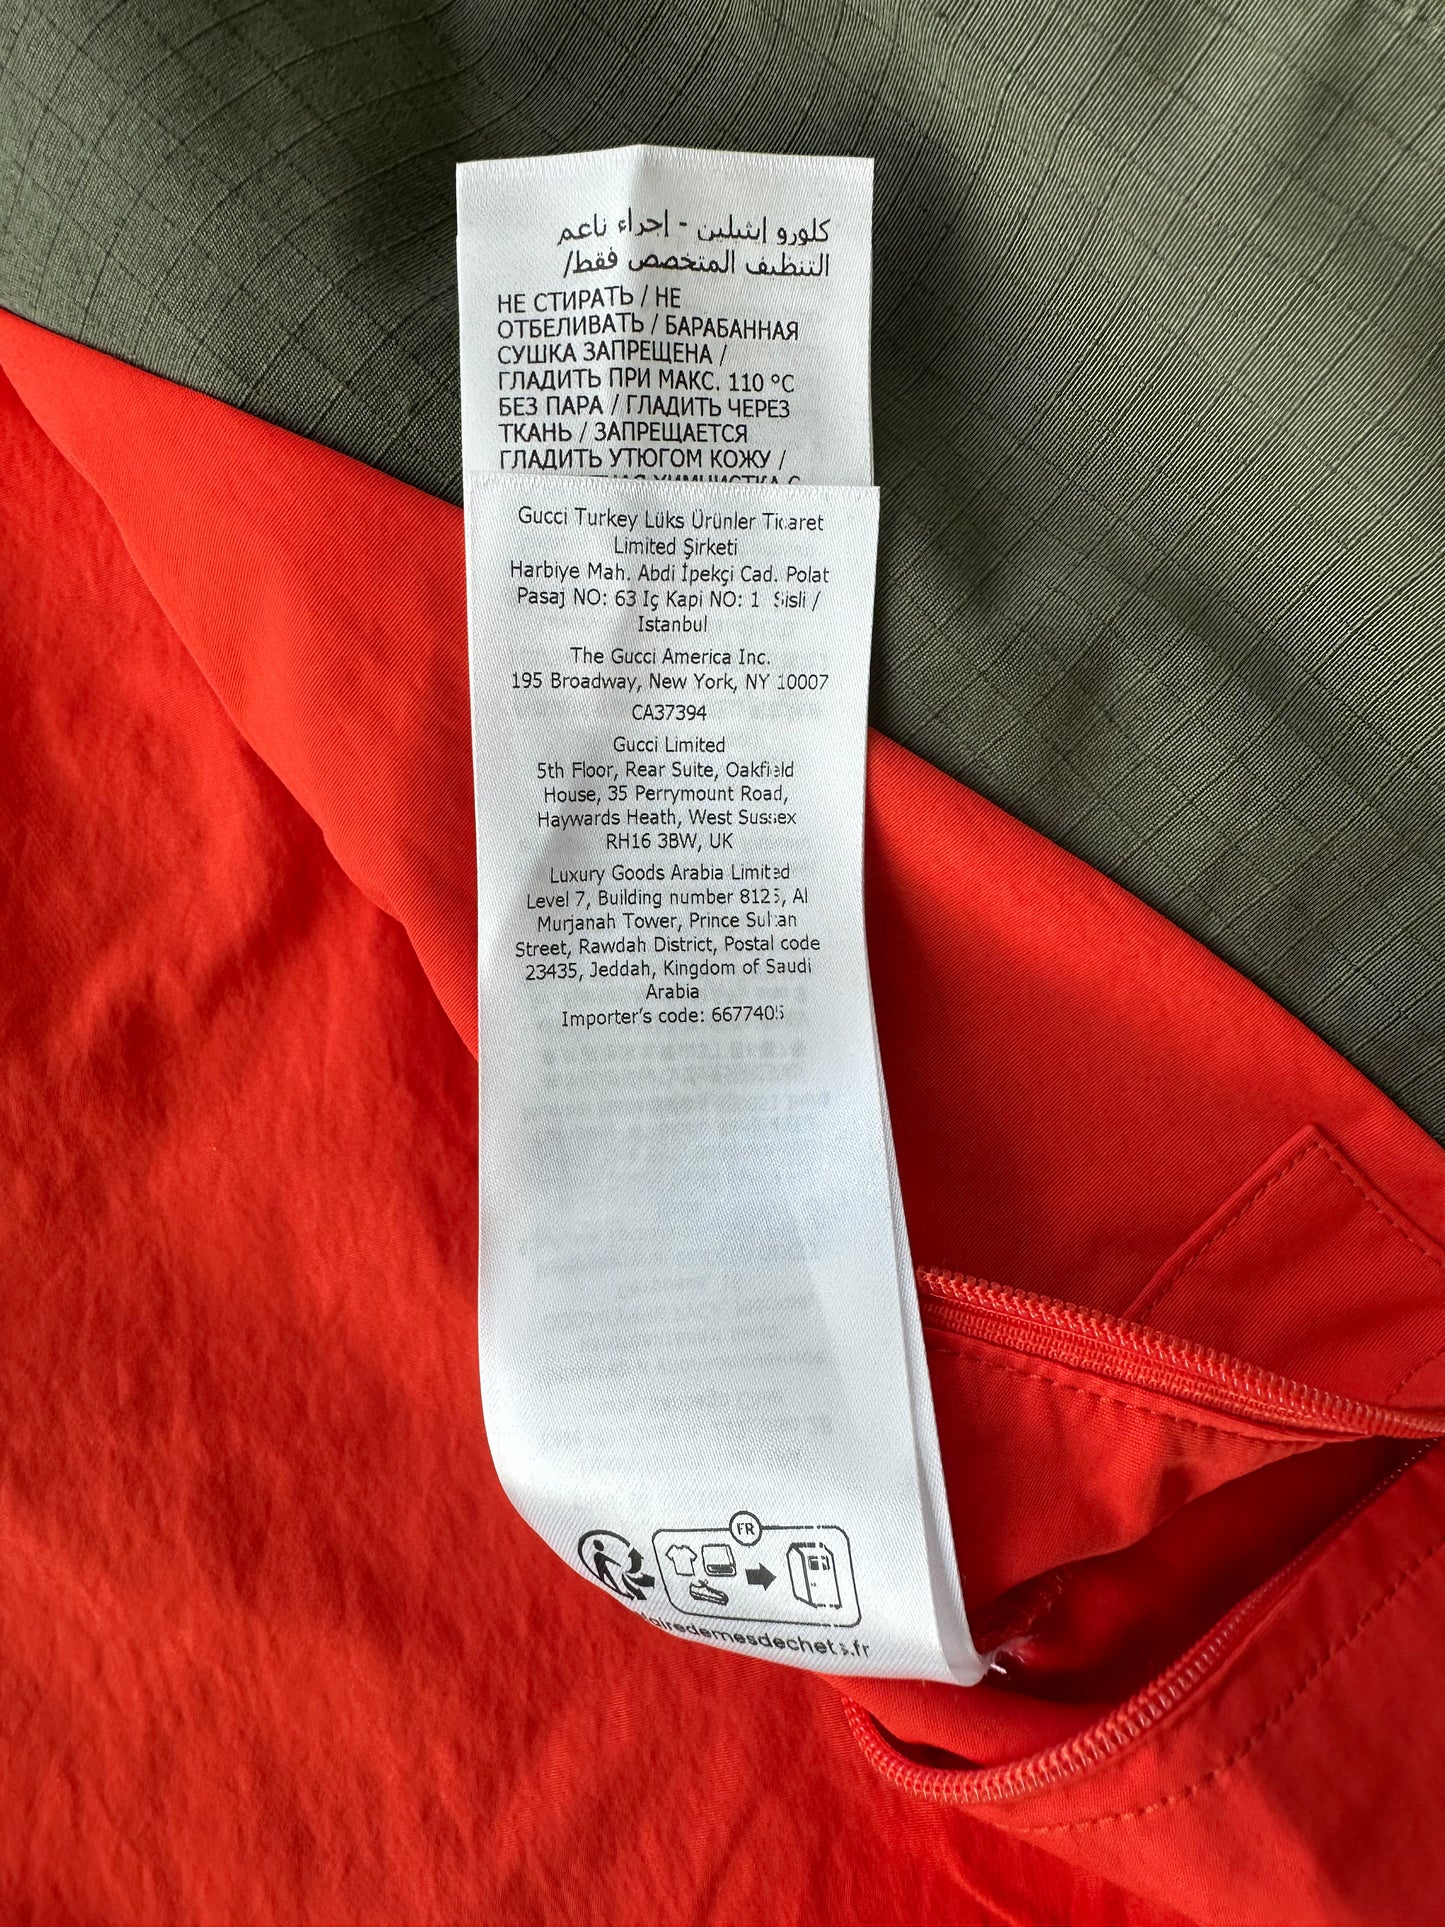 كلورو إيثيلين - إجراء ناعم
التنظيف المتخصص فقط/
НЕ СТИРАТЬ / НЕ
ОТБЕЛИВАТЬ / БАРАБАННАЯ
СУШКА ЗАПРЕЩЕНА /
ГЛАДИТЬ ПРИ МАКС. 110 °C
БЕЗ ПАРА / ГЛАДИТЬ ЧЕРЕЗ
ТКАНЬ / ЗАПРЕЩАЕТСЯ
ГЛАДИТЬ УТЮГОМ КОЖУ /
ХИМЧИСТКА С
Gucci Turkey Lüks Ürünler Ticaret
Limited Şirketi
Harbiye Mah. Abdi İpekçi Cad. Polat
Pasaj NO: 63 Iç Kapi NO: 1 Sisli /
Istanbul
The Gucci America Inc.
195 Broadway, New York, NY 10007
CA37394
Gucci Limited
5th Floor, Rear Suite, Oakfield
House, 35 Perrymount Road,
Haywards Heath, West Sussex
RH16 3BW, UK
Luxury Goods Arabia Limited
Level 7, Building number 8125, Al
Murjanah Tower, Prince Sultan
Street, Rawdah District, Postal code
23435, Jeddah, Kingdom of Saudi
Arabia
Importer's code: 6677405
FR
fairedemesdechets.fr